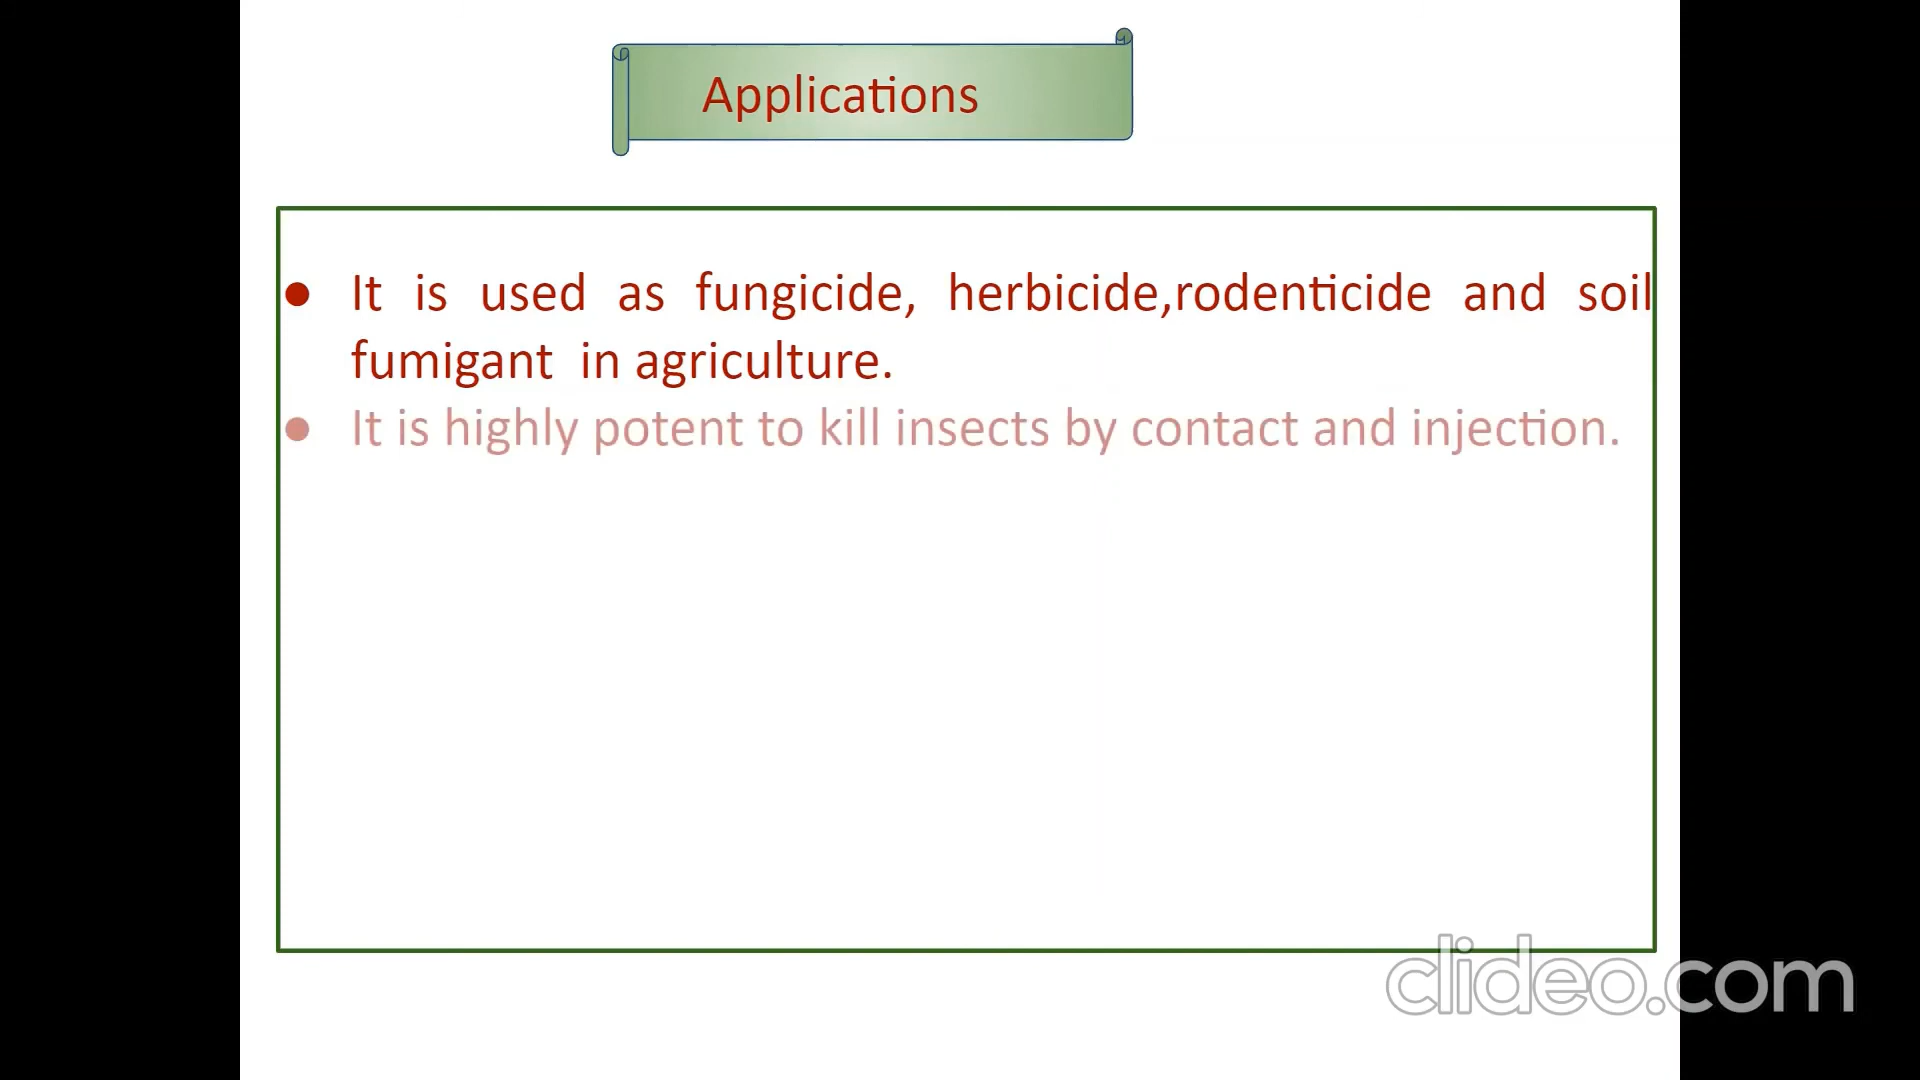 Applications
● It is used as fungicide, herbicide,rodenticide and soil
fumigant in agriculture.
● It is highly potent to kill insects by contact and injection.
clideo.com